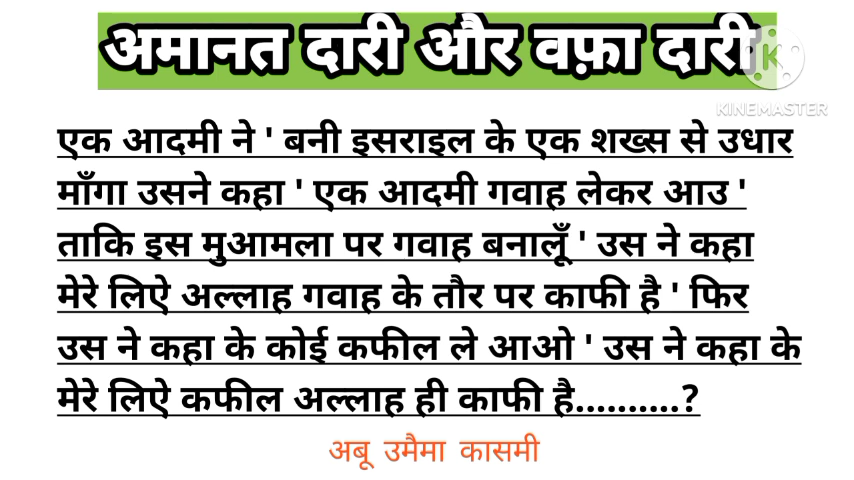 अमानत दारी और वफ़ा दारी
K
KINEMASTER
एक आदमी ने ' बनी इसराइल के एक शख्स से उधार
माँगा उसने कहा ' एक आदमी गवाह लेकर आउ '
ताकि इस मुआमला पर गवाह बनालूँ ' उस ने कहा
मेरे लिऐ अल्लाह गवाह के तौर पर काफी है ' फिर
उस ने कहा के कोई कफील ले आओ ' उस ने कहा के
मेरे लिऐ कफील अल्लाह ही काफी है..........?
अबू उमैमा कासमी